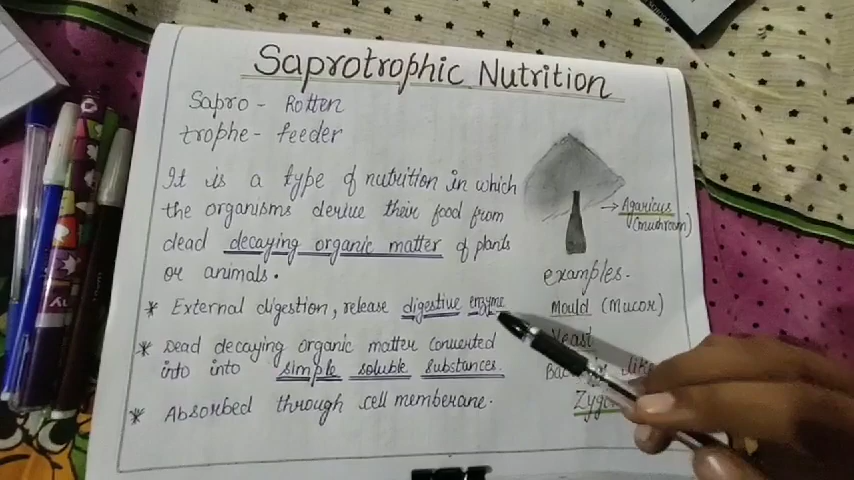 Saprotrophic Nutrition
Sapro - Rotten
trophe - feeder
It is a type of nutrition in which
the organisms derive their food from
dead decaying organic matter of plants
or animals.
* External digestion, release digestive enzyme
* Dead decaying organic matter converted
into into simple soluble substances.
* Absorbed through cell memberane.
→ Agaricus
(mushroom)
examples.
Mould (Mucor)
Yeast